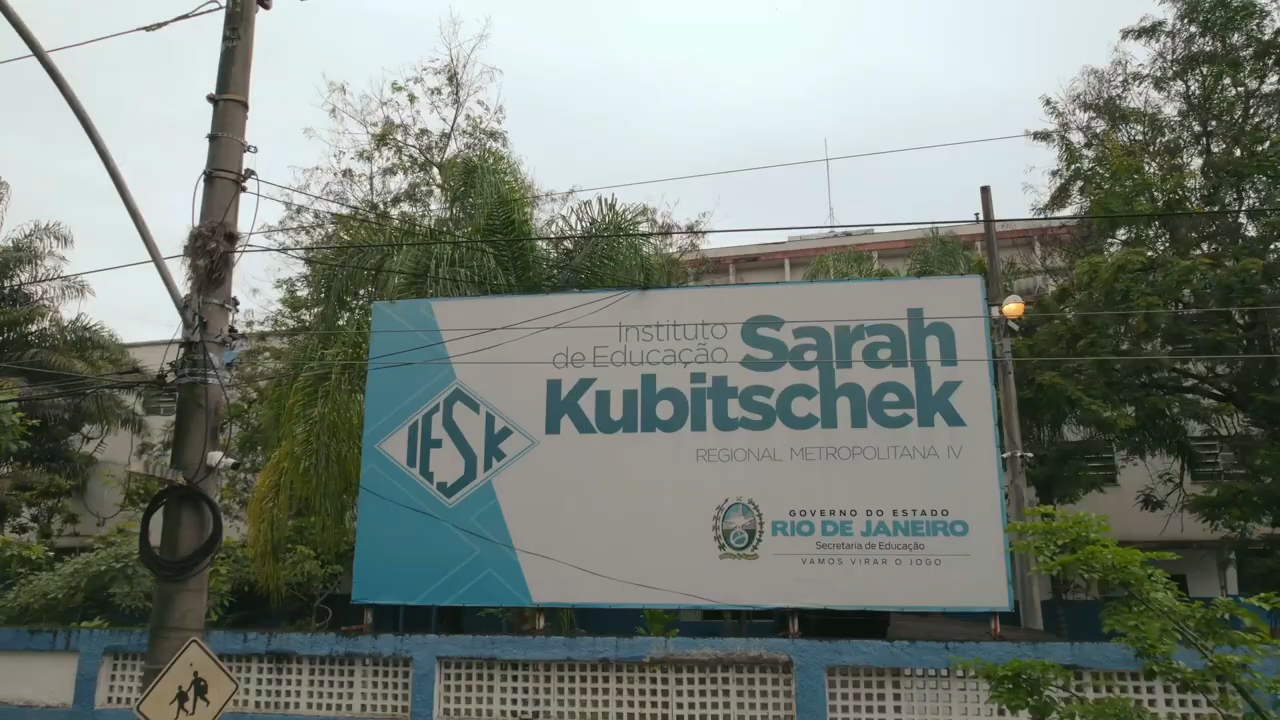 Instituto
de Educação
Sarah
Kubitschek
REGIONAL METROPOLITANA IV
IESK
GOVERNO DO ESTADO
RIO DE JANEIRO
Secretaria de Educação
VAMOS VIRAR O JOGO